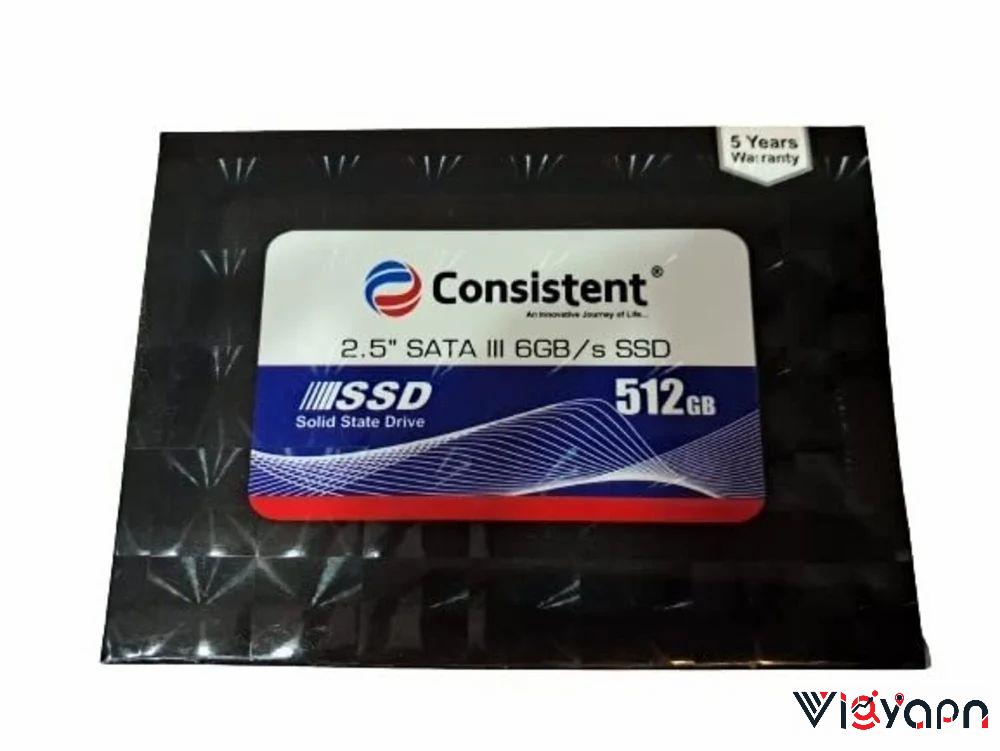 5 Years
Warranty
Consistent®
An Innovative Journey of Life...
2.5" SATA III 6GB/s SSD
SSD
512GB
Solid State Drive
Vigyapn